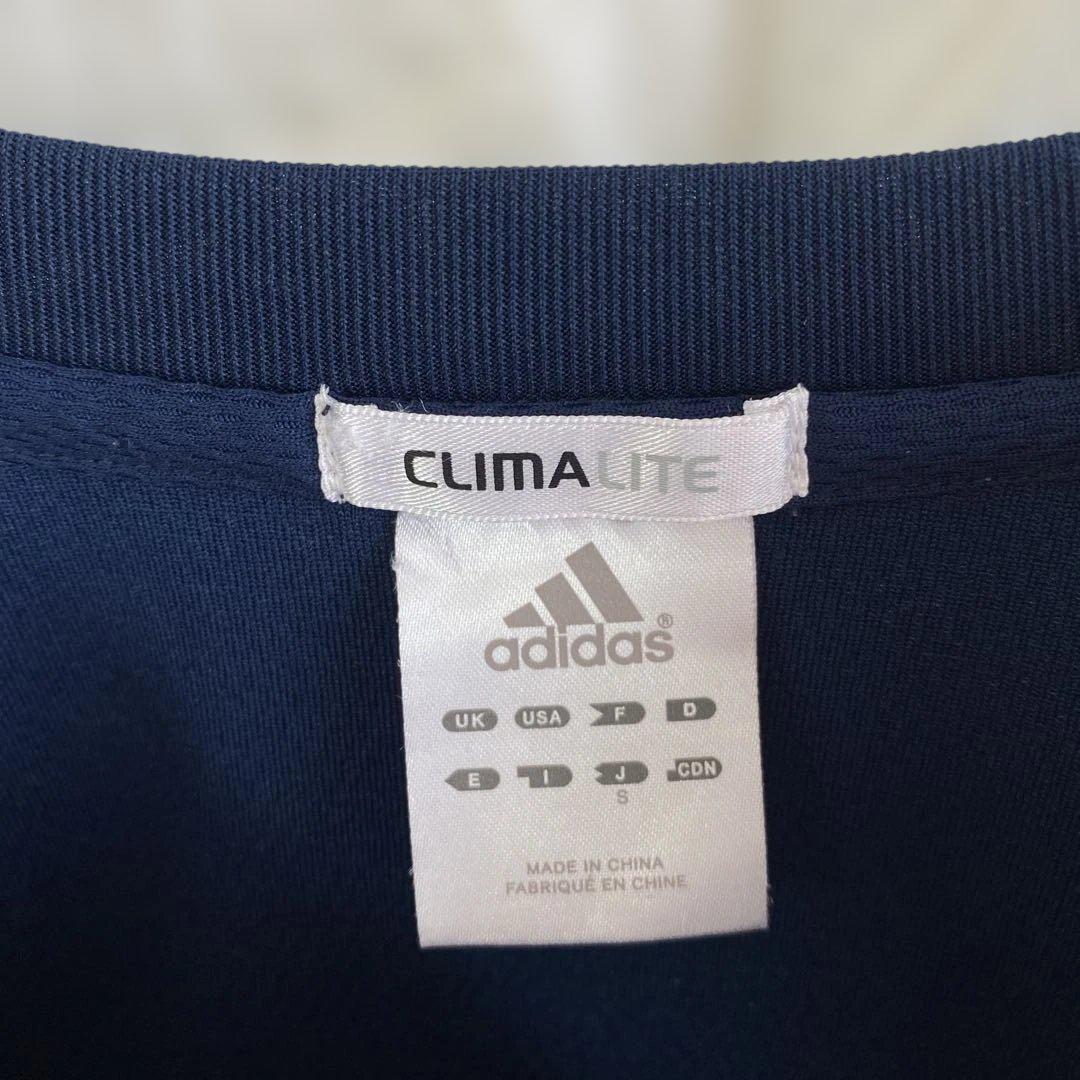 CLIMALITE
adidas®
UK USA F D
E I J CDN
S
MADE IN CHINA
FABRIQUÉ EN CHINE